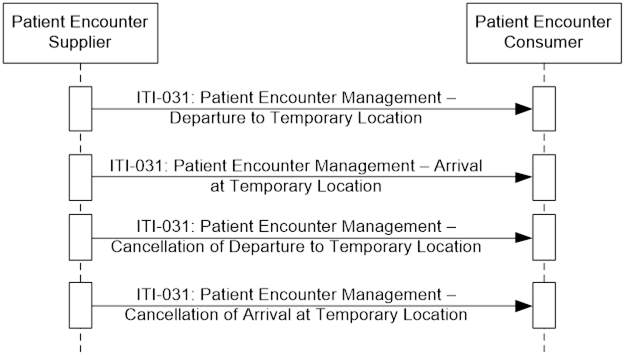 Patient Encounter
Supplier
Patient Encounter
Consumer
ITI-031: Patient Encounter Management –
Departure to Temporary Location
ITI-031: Patient Encounter Management – Arrival
at Temporary Location
ITI-031: Patient Encounter Management –
Cancellation of Departure to Temporary Location
ITI-031: Patient Encounter Management –
Cancellation of Arrival at Temporary Location